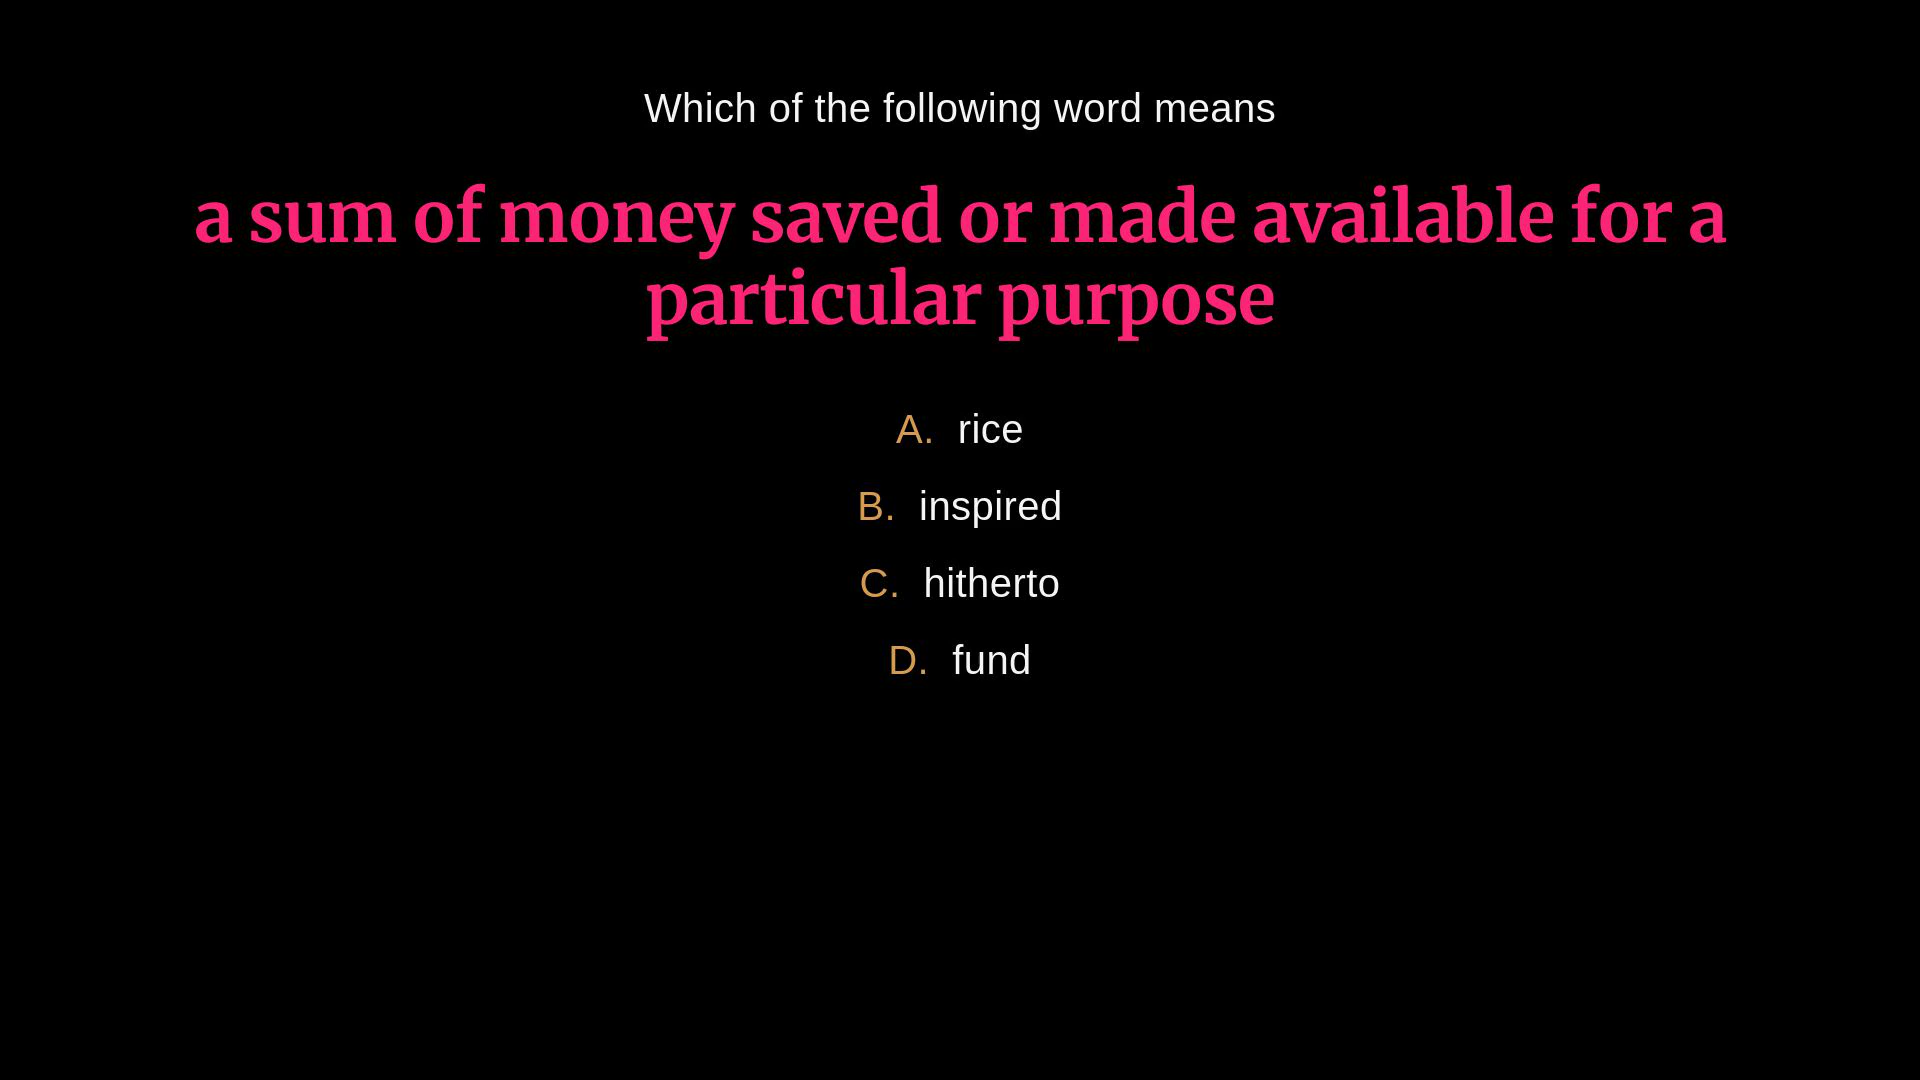 Which of the following word means
a sum of money saved or made available for a
particular purpose
A. rice
B. inspired
C. hitherto
D. fund